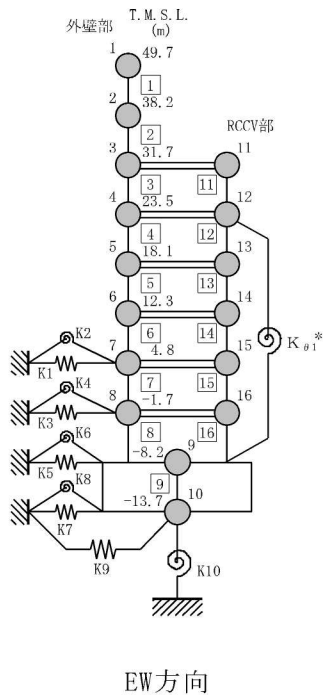 外壁部 T.M.S.L.
(m)
1 49.7
1
2 38.2
2
RCCV部
3 31.7 11
3 11
4 23.5 12
4 12
5 18.1 13
5 13
6 12.3 14
6 14
K2
7 4.8 15
K1
7 15
K4
8 -1.7 16
K3
8 16
K6
-8.2 9
K5
9
K8
-13.7 10
K7
K9
K10
Kθ1*
EW方向